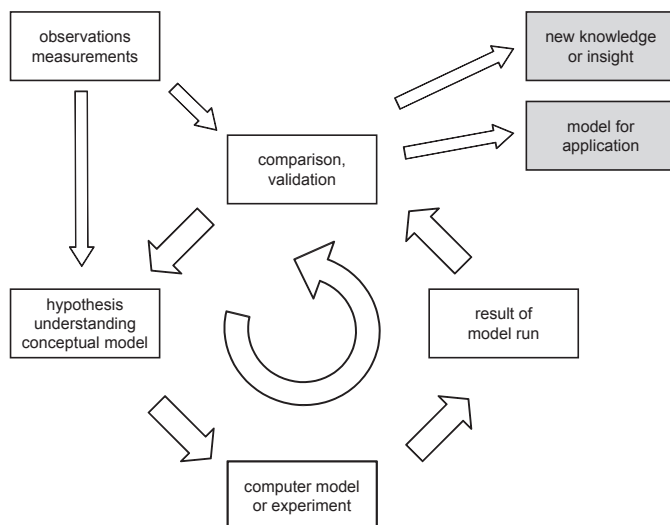 observations
measurements
new knowledge
or insight
model for
application
comparison,
validation
hypothesis
understanding
conceptual model
result of
model run
computer model
or experiment